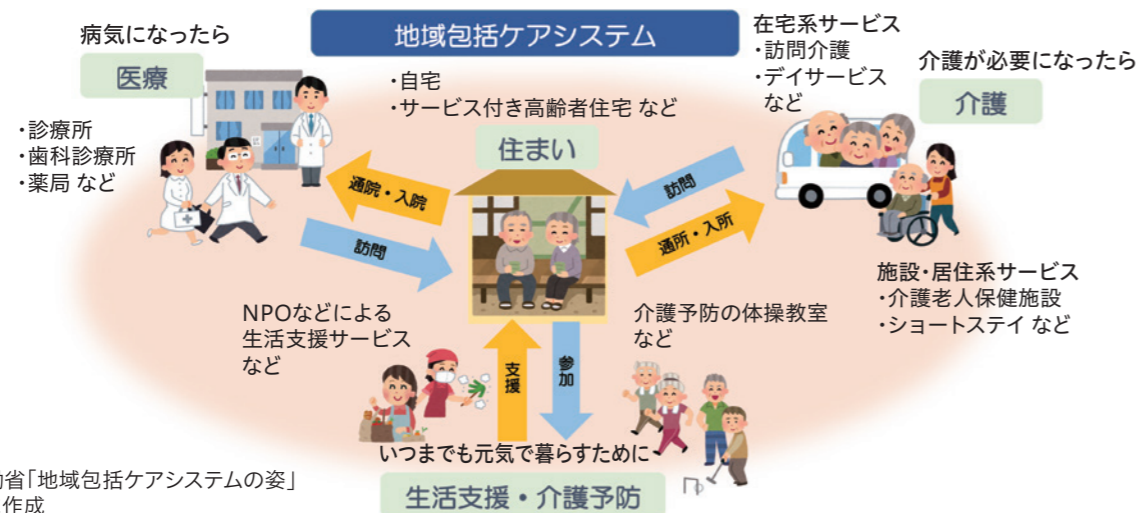 地域包括ケアシステム
病気になったら
医療
・診療所
・歯科診療所
・薬局 など
・自宅
・サービス付き高齢者住宅 など
住まい
在宅系サービス
・訪問介護
・デイサービス
など
介護が必要になったら
介護
通院・入院
訪問
訪問
通所・入所
施設・居住系サービス
・介護老人保健施設
・ショートステイ など
NPOなどによる
生活支援サービス
など
介護予防の体操教室
など
支援
参加
いつまでも元気で暮らすために
生活支援・介護予防
省「地域包括ケアシステムの姿」
作成